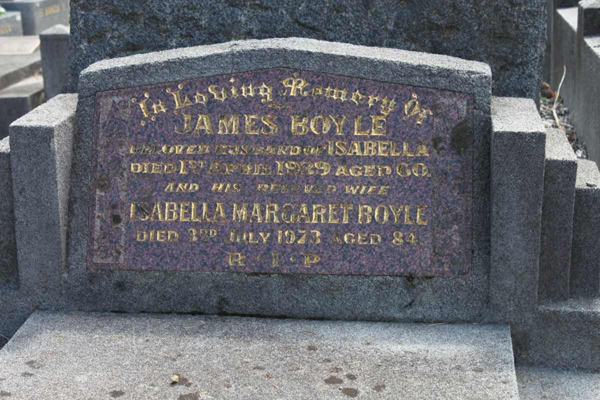 In Loving Memory Of
JAMES BOYLE
BELOVED HUSBAND OF ISABELLA
DIED 1ST APRIL 1939 AGED 60.
AND HIS BELOVED WIFE
ISABELLA MARGARET BOYLE
DIED 3RD JULY 1973 AGED 84.
R . I . P